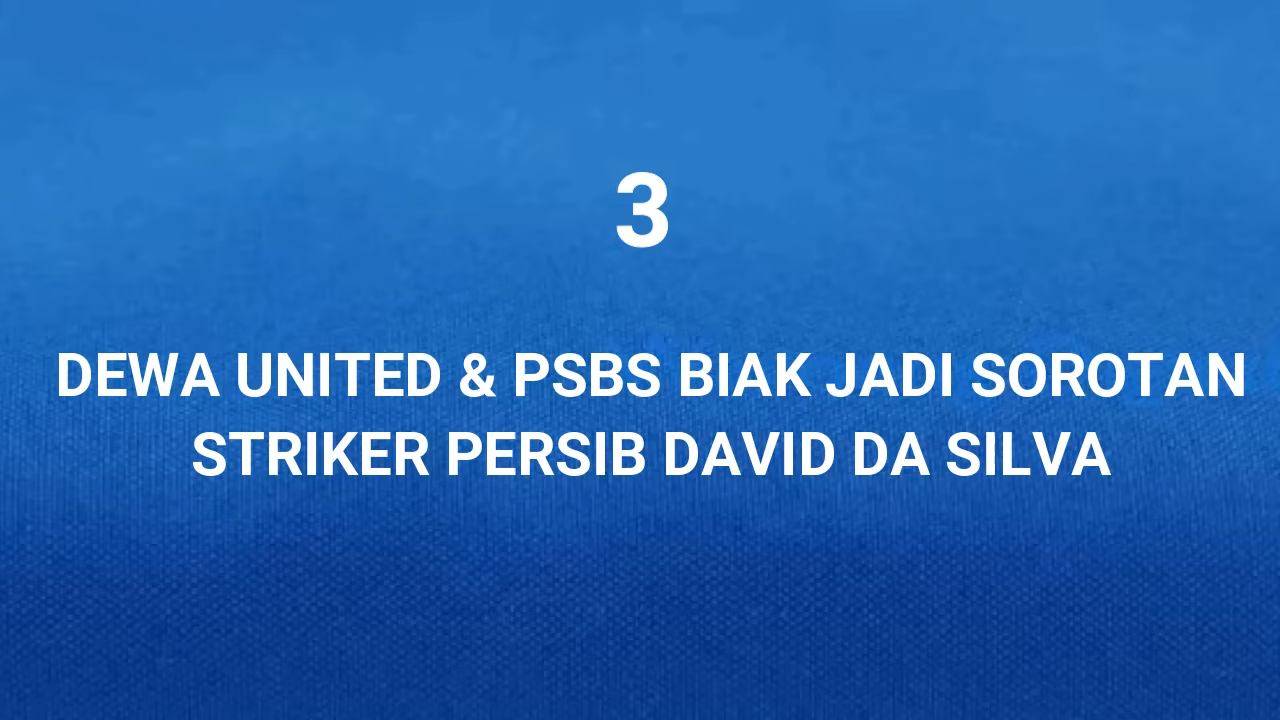 3
DEWA UNITED & PSBS BIAK JADI SOROTAN
STRIKER PERSIB DAVID DA SILVA